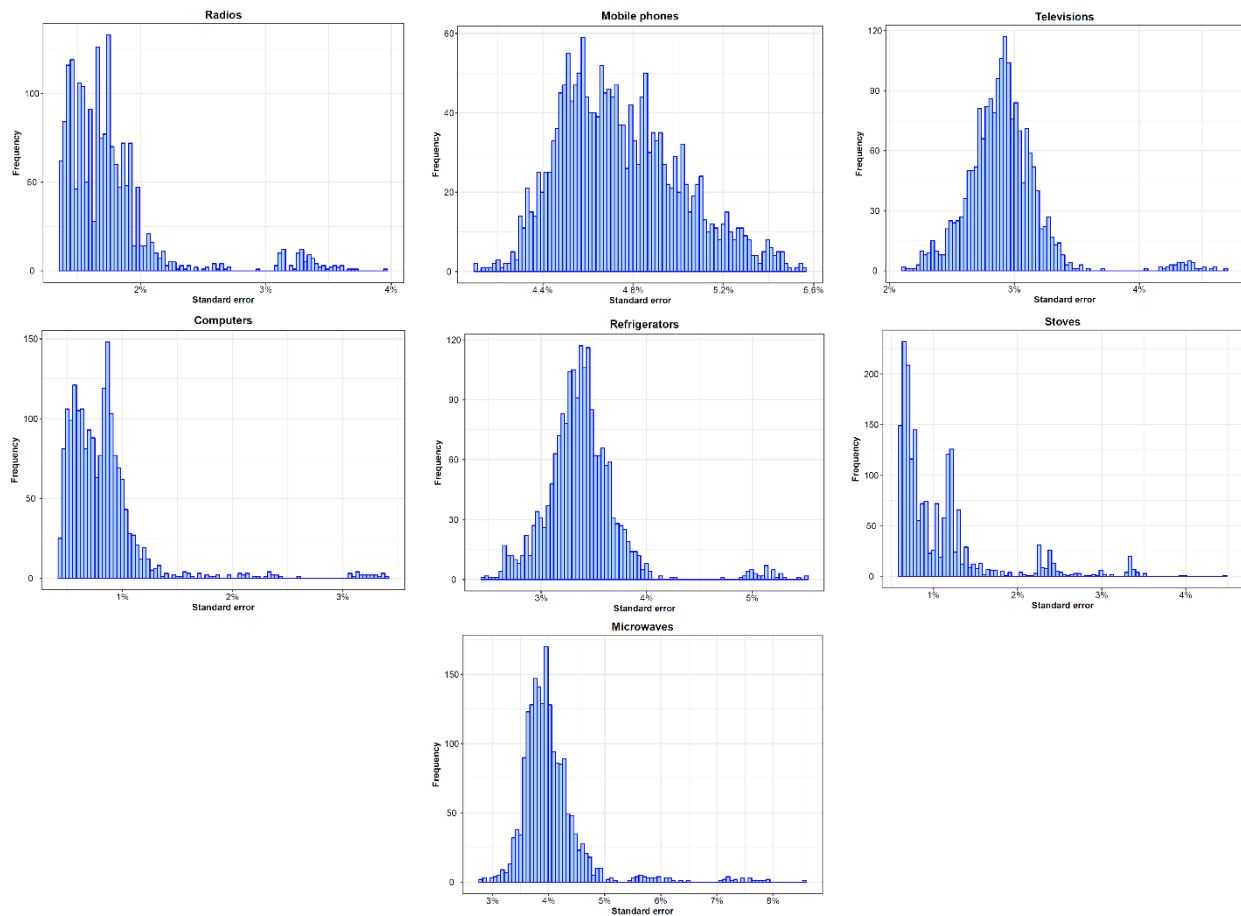 Radios
Frequency
100
50
0
2%
3%
4%
Standard error
Mobile phones
Frequency
60
40
20
0
4.4%
4.8%
5.2%
5.6%
Standard error
Televisions
Frequency
120
90
60
30
0
2%
3%
4%
Standard error
Computers
Frequency
150
100
50
0
1%
2%
3%
Standard error
Refrigerators
Frequency
120
90
60
30
0
3%
4%
5%
Standard error
Stoves
Frequency
200
150
100
50
0
1%
2%
3%
4%
Standard error
Microwaves
Frequency
150
100
50
0
3%
4%
5%
6%
7%
8%
Standard error